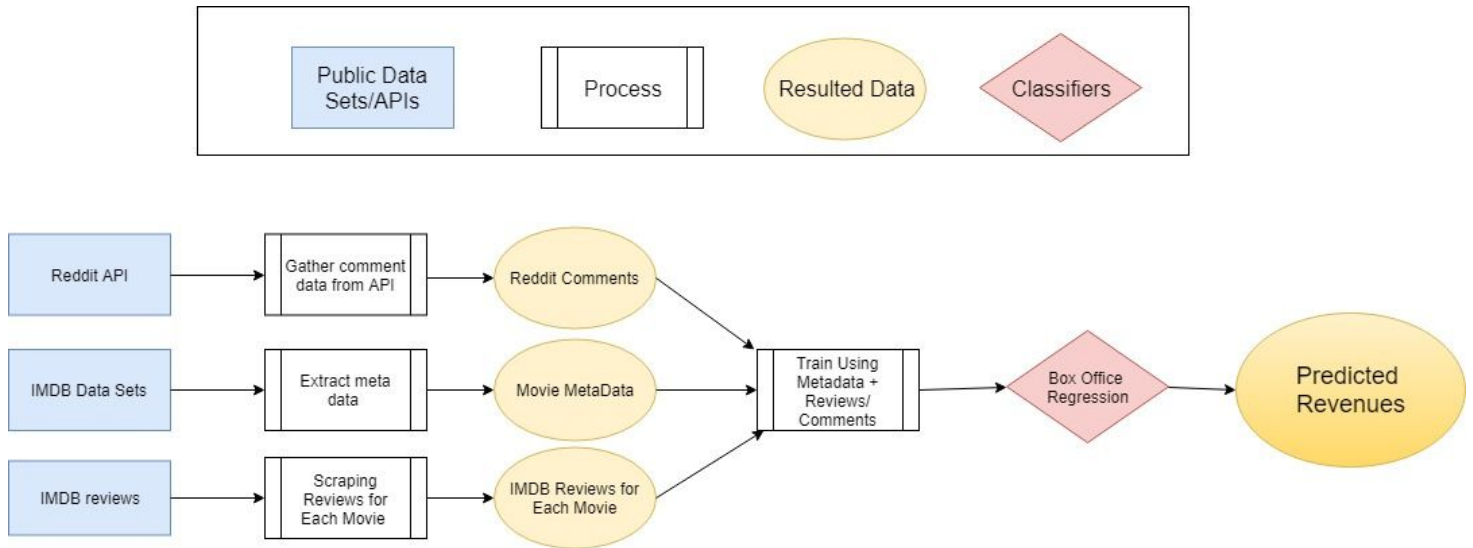 Public Data
Sets/APIs
Process
Resulted Data
Classifiers
Reddit API
Gather comment
data from API
Reddit Comments
IMDB Data Sets
Extract meta
data
Movie MetaData
Train Using
Metadata +
Reviews/
Comments
Box Office
Regression
Predicted
Revenues
IMDB reviews
Scraping
Reviews for
Each Movie
IMDB Reviews for
Each Movie